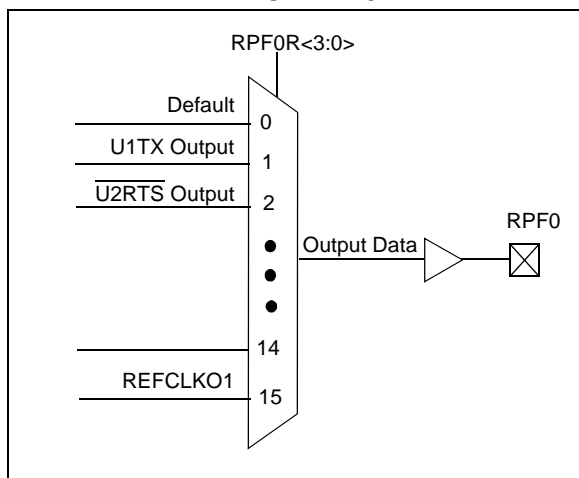 RPF0R<3:0>
Default
0
U1TX Output
1
U2RTS Output
2
RPF0
Output Data
14
REFCLKO1
15